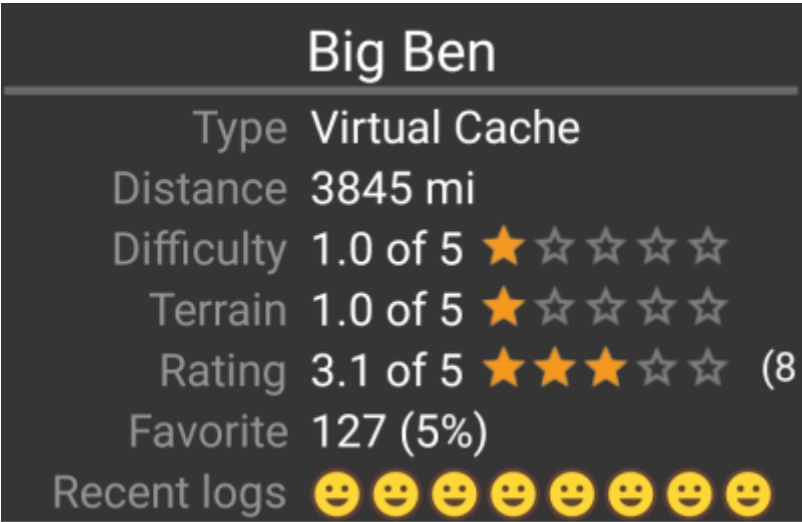 Big Ben
Type Virtual Cache
Distance 3845 mi
Difficulty 1.0 of 5
Terrain 1.0 of 5
Rating 3.1 of 5 (8
Favorite 127 (5%)
Recent logs